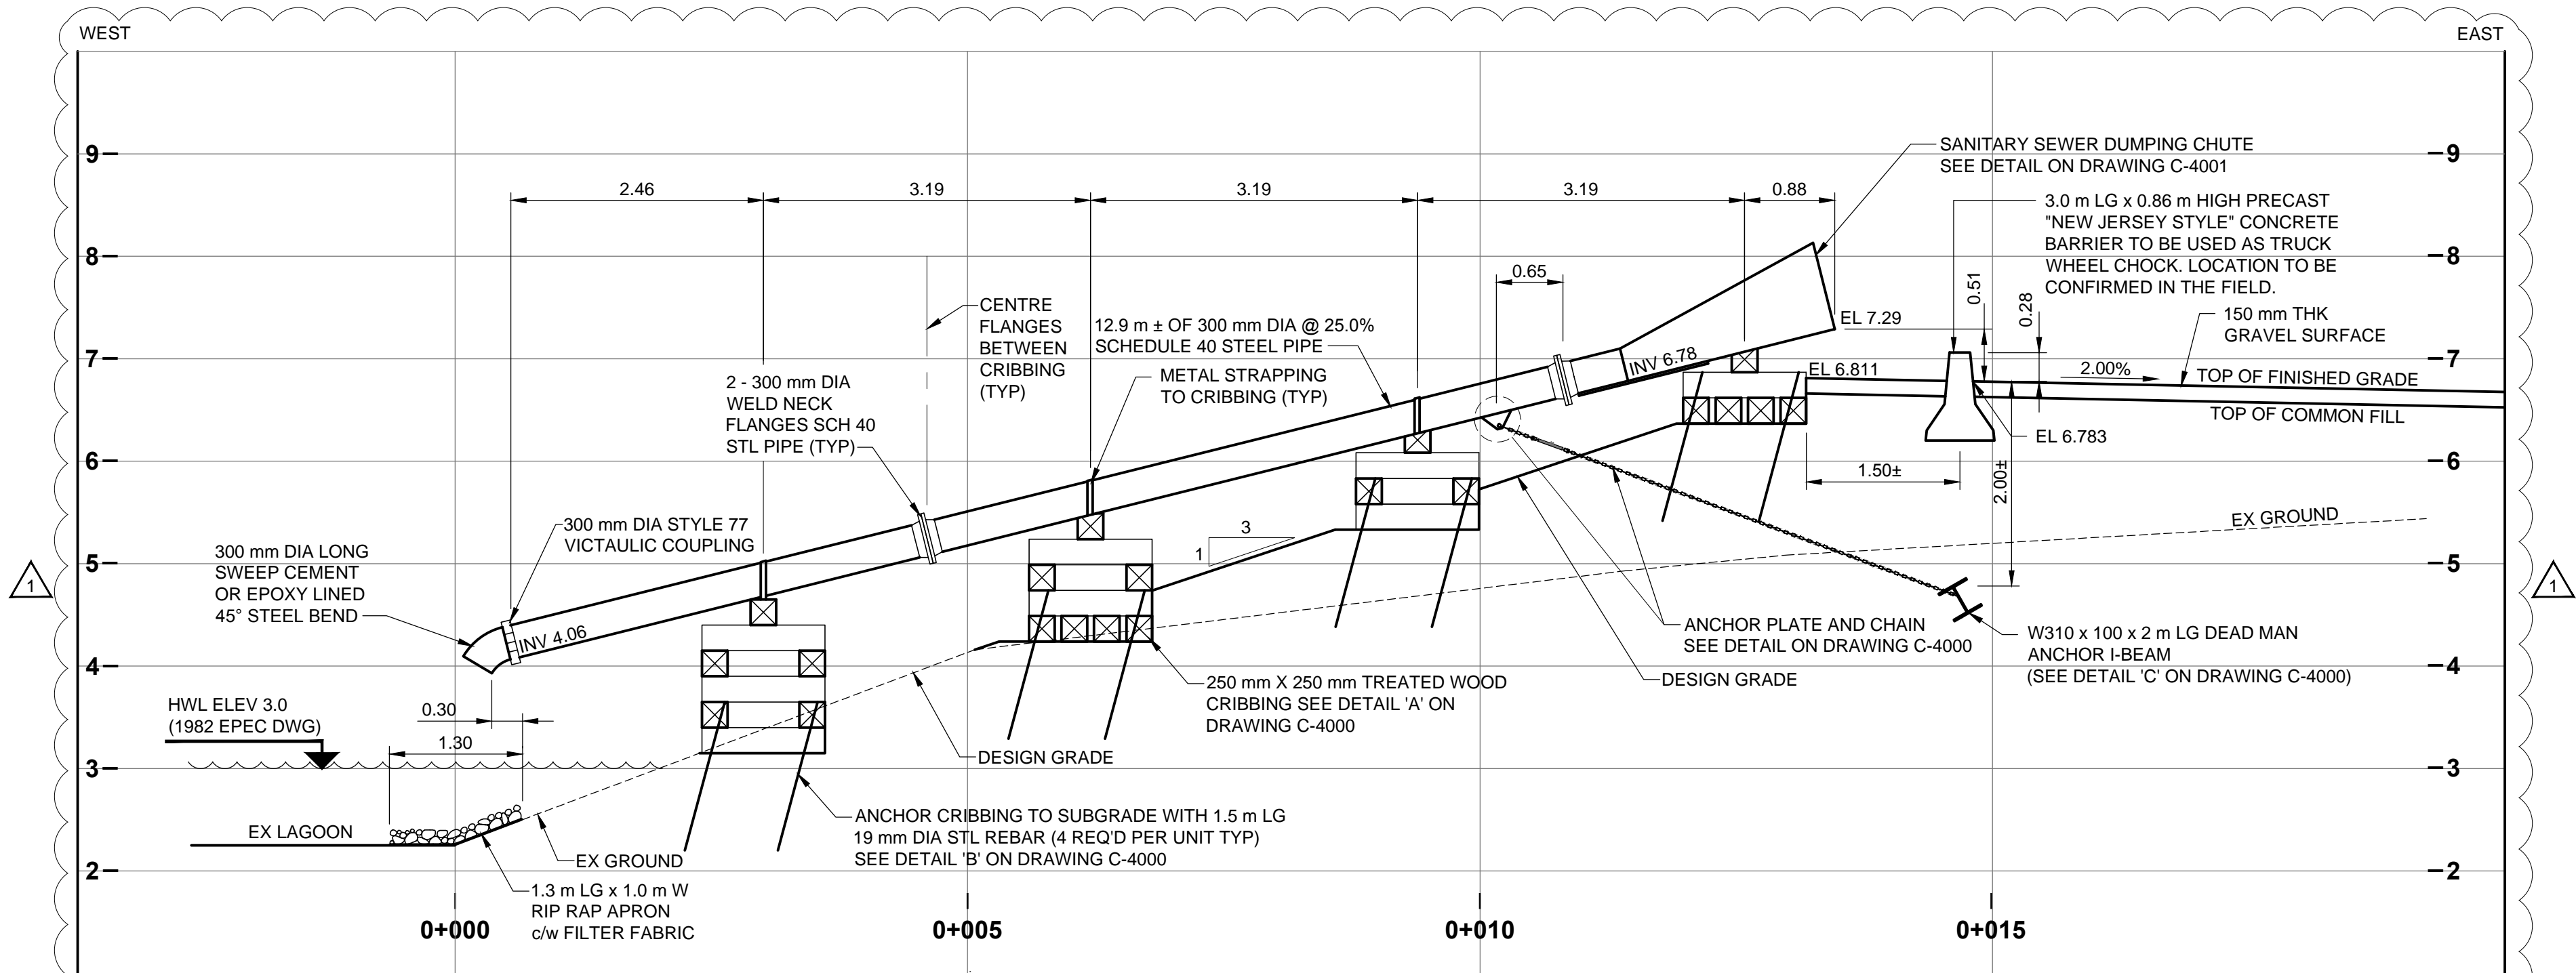 WEST
EAST
9
8
7
6
5
4
3
2
9
8
7
6
5
4
3
2
2.46
3.19
3.19
3.19
0.88
SANITARY SEWER DUMPING CHUTE
SEE DETAIL ON DRAWING C-4001
3.0 m LG x 0.86 m HIGH PRECAST
"NEW JERSEY STYLE" CONCRETE
BARRIER TO BE USED AS TRUCK
WHEEL CHOCK. LOCATION TO BE
CONFIRMED IN THE FIELD.
0.65
0.51
0.28
CENTRE
FLANGES
BETWEEN
CRIBBING
(TYP)
12.9 m ± OF 300 mm DIA @ 25.0%
SCHEDULE 40 STEEL PIPE
METAL STRAPPING
TO CRIBBING (TYP)
2 - 300 mm DIA
WELD NECK
FLANGES SCH 40
STL PIPE (TYP)
EL 7.29
150 mm THK
GRAVEL SURFACE
INV 6.78
EL 6.811
2.00%
TOP OF FINISHED GRADE
TOP OF COMMON FILL
EL 6.783
1.50±
2.00±
EX GROUND
300 mm DIA STYLE 77
VICTAULIC COUPLING
300 mm DIA LONG
SWEEP CEMENT
OR EPOXY LINED
45° STEEL BEND
INV 4.06
3
1
1
1
ANCHOR PLATE AND CHAIN
SEE DETAIL ON DRAWING C-4000
DESIGN GRADE
W310 x 100 x 2 m LG DEAD MAN
ANCHOR I-BEAM
(SEE DETAIL 'C' ON DRAWING C-4000)
250 mm X 250 mm TREATED WOOD
CRIBBING SEE DETAIL 'A' ON
DRAWING C-4000
HWL ELEV 3.0
(1982 EPEC DWG)
0.30
1.30
DESIGN GRADE
ANCHOR CRIBBING TO SUBGRADE WITH 1.5 m LG
19 mm DIA STL REBAR (4 REQ'D PER UNIT TYP)
SEE DETAIL 'B' ON DRAWING C-4000
EX LAGOON
EX GROUND
1.3 m LG x 1.0 m W
RIP RAP APRON
c/w FILTER FABRIC
0+000
0+005
0+010
0+015